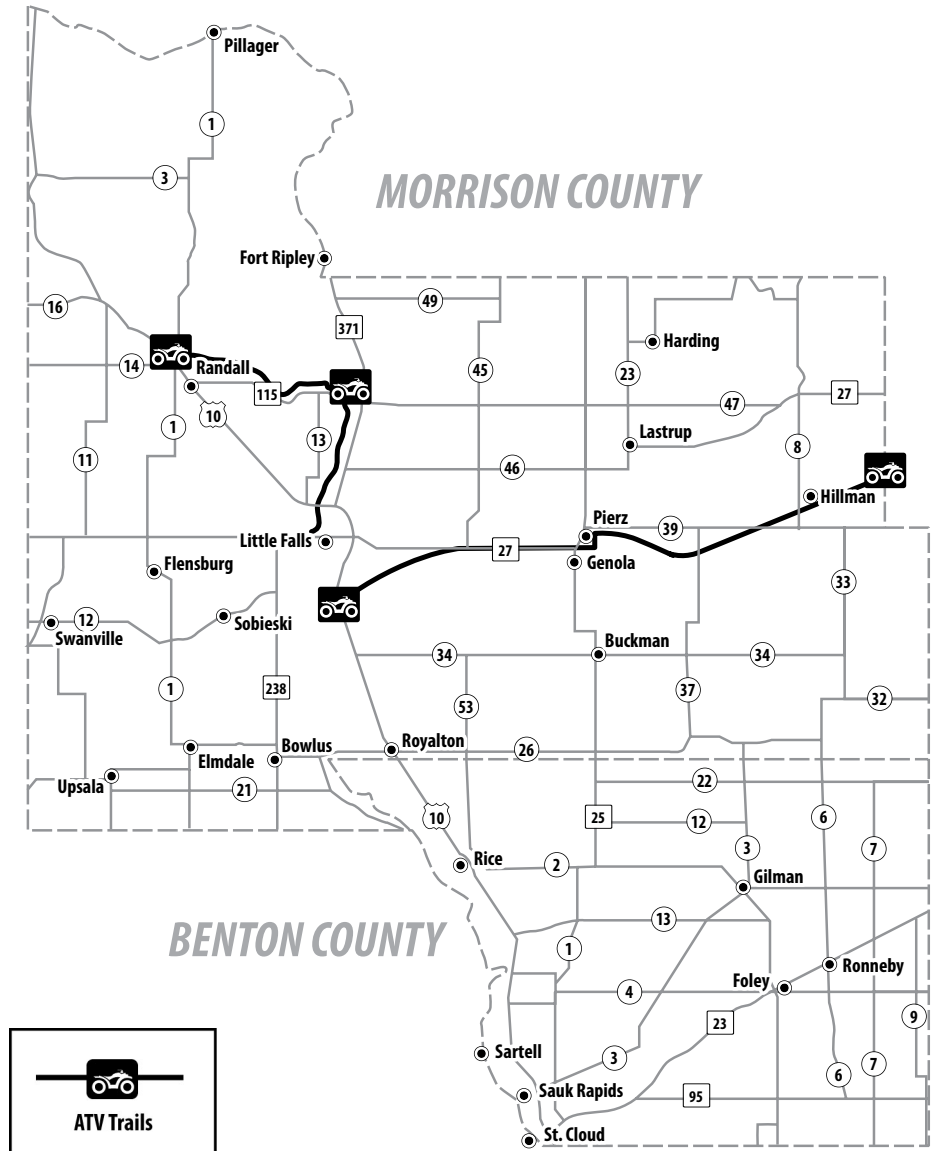 Pillager
1
3
MORRISON COUNTY
Fort Ripley
49
16
371
Harding
14
Randall
45
23
115
27
47
10
1
13
Lastrup
8
11
46
Hillman
Pierz
39
Little Falls
27
Genola
Flensburg
33
12
Sobieski
Swanville
Buckman
34
34
1
238
37
32
53
Royalton
Bowlus
26
Elmdale
Upsala
22
21
10
25
12
6
3
7
Rice
2
Gilman
13
BENTON COUNTY
1
Ronneby
Foley
4
9
23
Sartell
3
7
6
Sauk Rapids
95
ATV Trails
St. Cloud